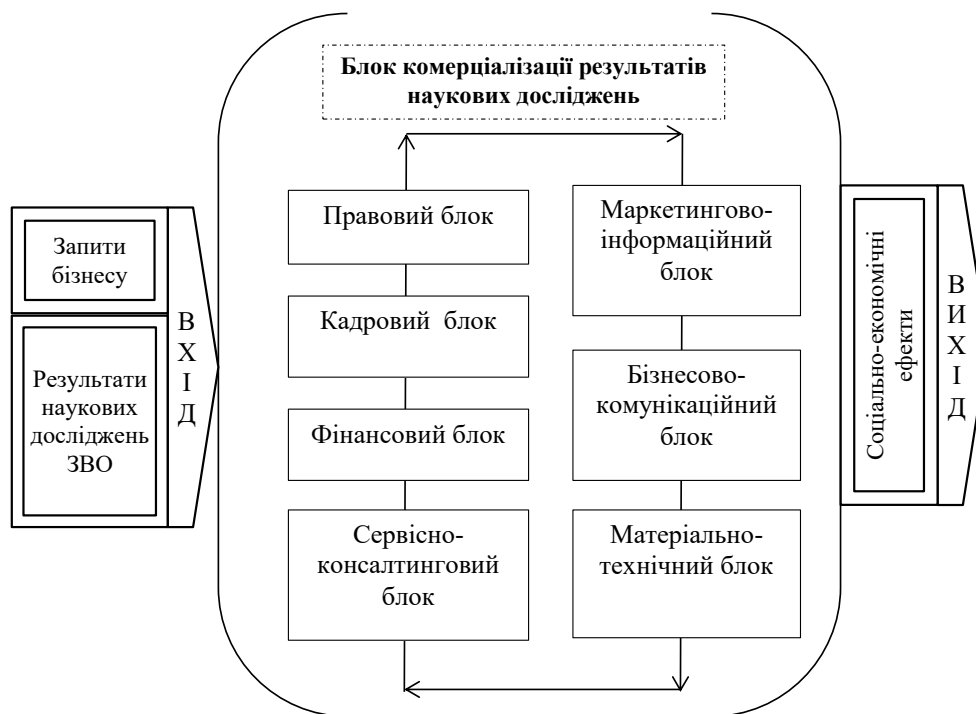 Блок комерціалізації результатів
наукових досліджень
Запити
бізнесу
Результати
наукових
досліджень
ЗВО
В
Х
І
Д
Правовий блок
Кадровий блок
Фінансовий блок
Сервісно-
консалтинговий
блок
Маркетингово-
інформаційний
блок
Бізнесово-
комунікаційний
блок
Матеріально-
технічний блок
Соціально-економічні
ефекти
В
И
Х
І
Д